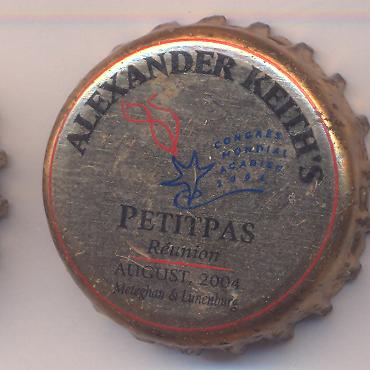 ALEXANDER KEITH'S
CONGRÈS
MONDIAL
ACADIEN
2004
PETITPAS
Réunion
AUGUST, 2004
Meteghan & Lunenburg